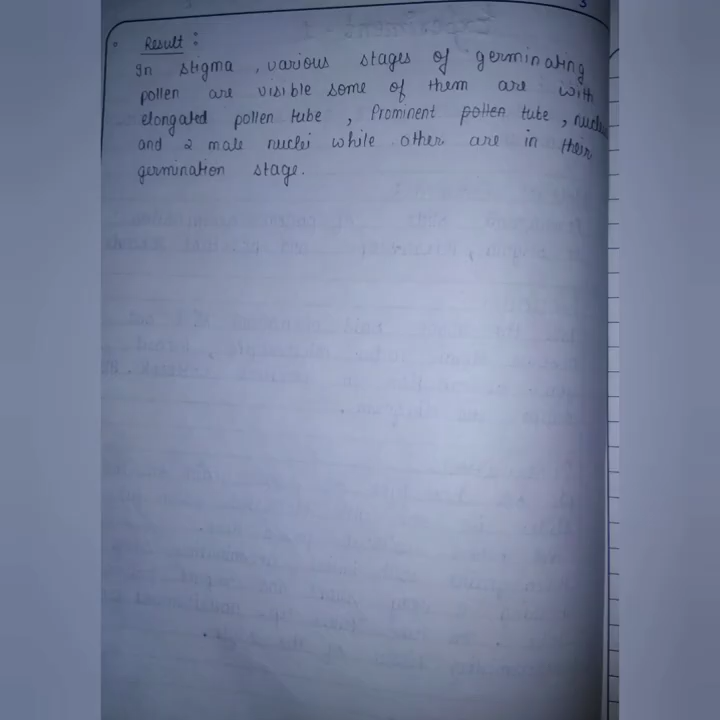 3
Result :
In stigma , various stages of germinating
pollen are visible some of them are with
elongated pollen tube , Prominent pollen tube ,
and 2 male nuclei while other are in their
germination stage.